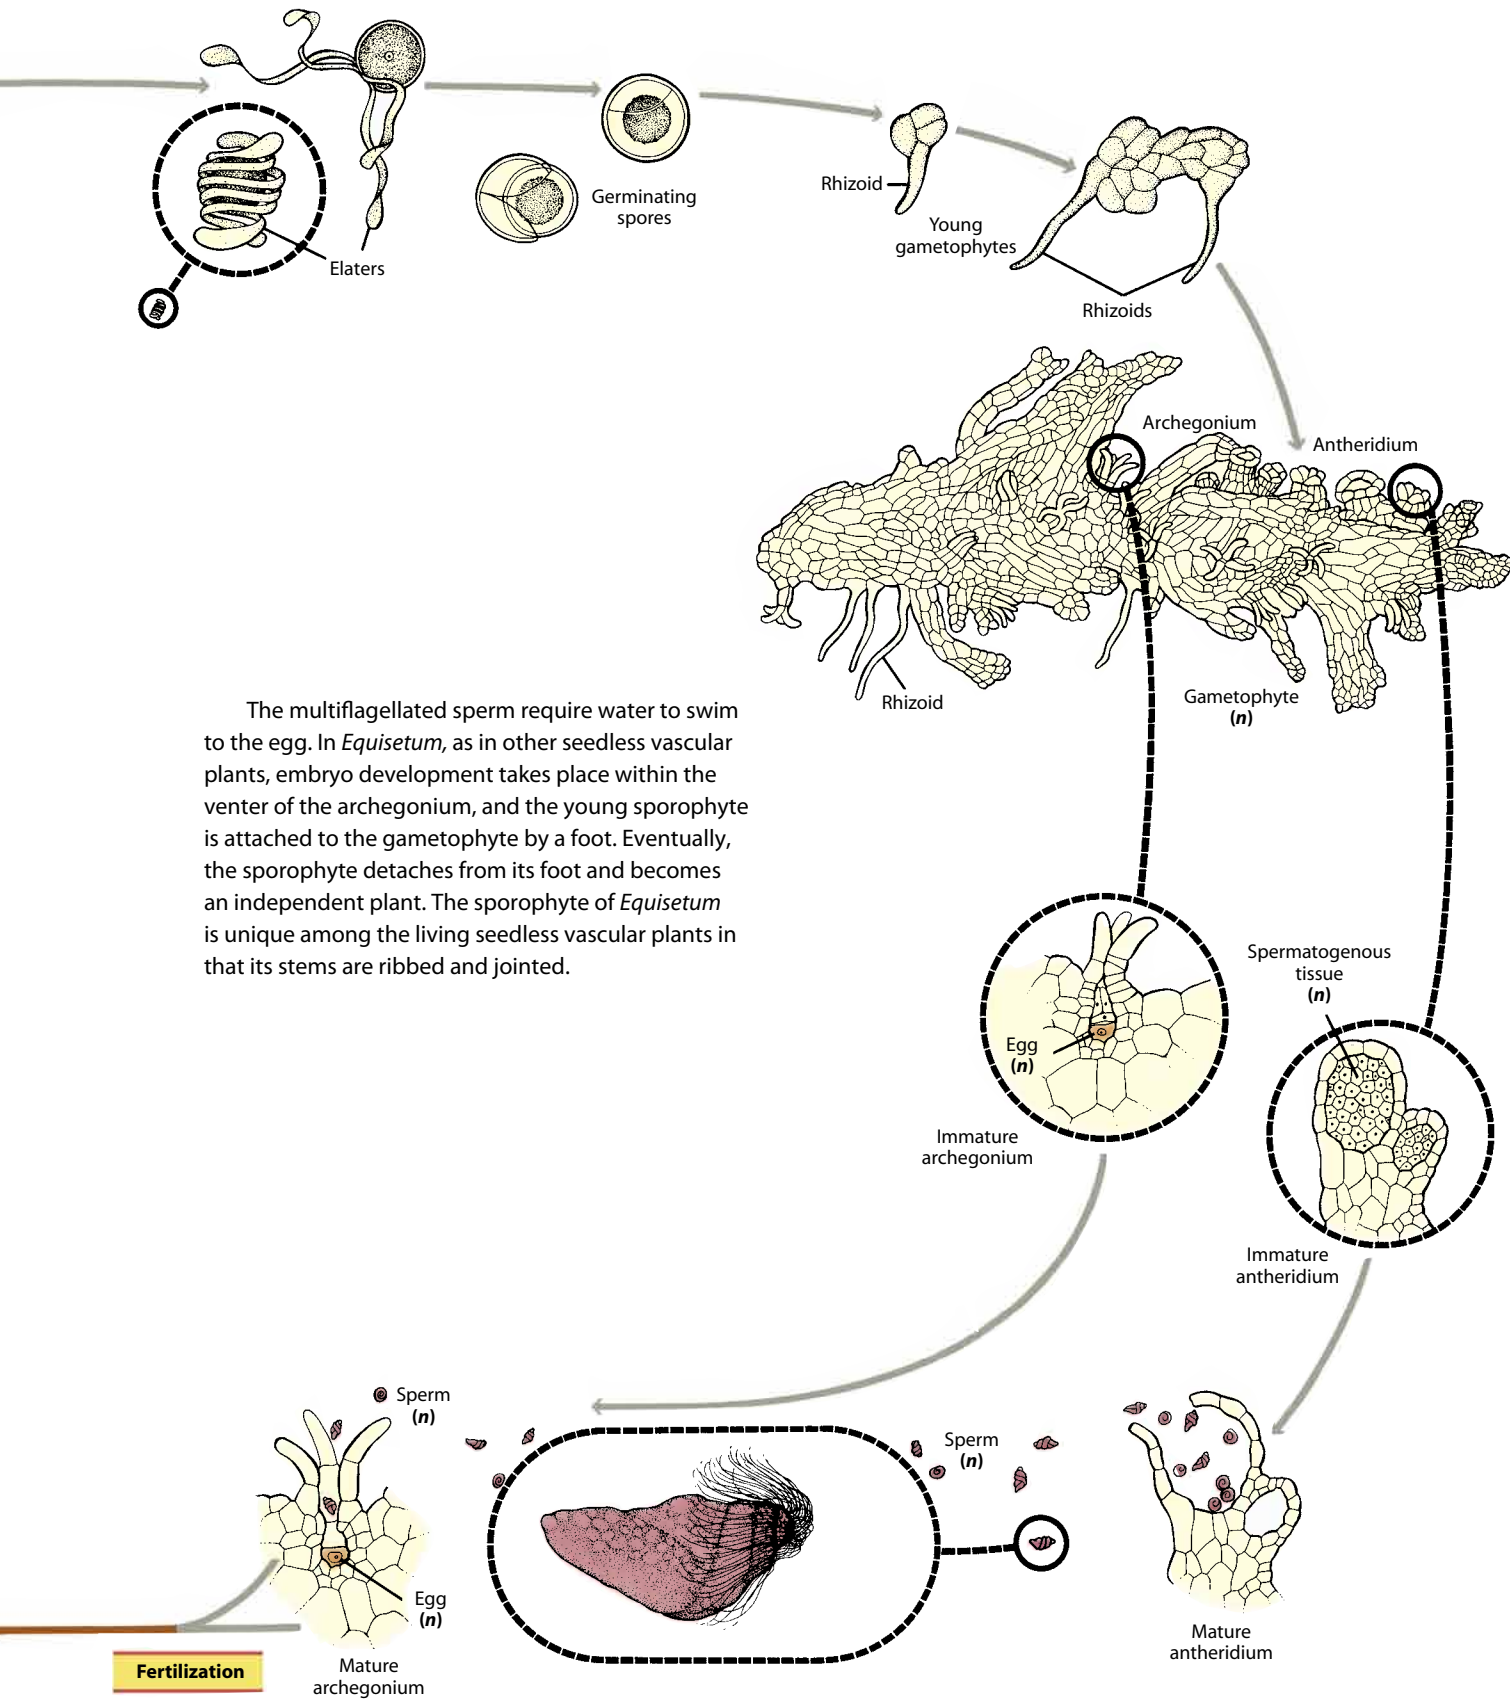 Elaters
Germinating
spores
Rhizoid
Young
gametophytes
Rhizoids
Archegonium
Antheridium
Rhizoid
Gametophyte
(n)
The multiflagellated sperm require water to swim
to the egg. In Equisetum, as in other seedless vascular
plants, embryo development takes place within the
venter of the archegonium, and the young sporophyte
is attached to the gametophyte by a foot. Eventually,
the sporophyte detaches from its foot and becomes
an independent plant. The sporophyte of Equisetum
is unique among the living seedless vascular plants in
that its stems are ribbed and jointed.
Spermatogenous
tissue
(n)
Egg
(n)
Immature
archegonium
Immature
antheridium
Sperm
(n)
Sperm
(n)
Egg
(n)
Mature
antheridium
Fertilization
Mature
archegonium